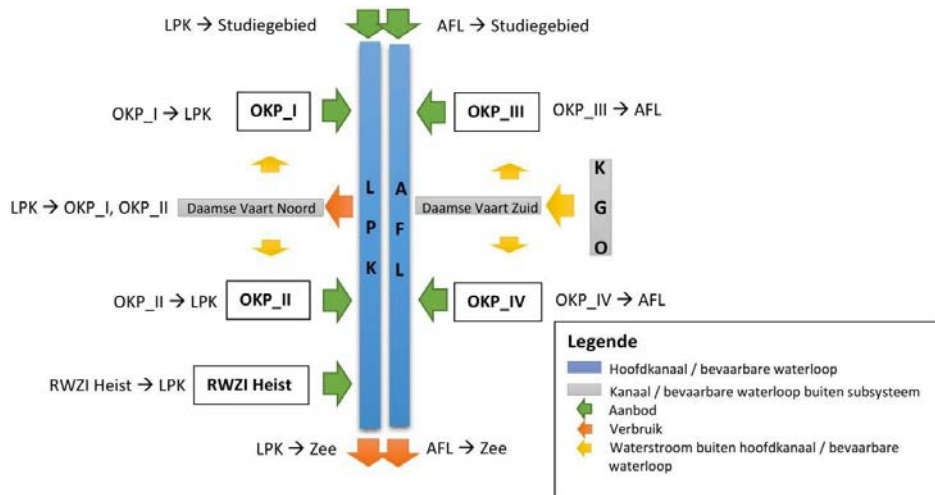 LPK → Studiegebied
AFL → Studiegebied
OKP_I → LPK
OKP_I
OKP_III
OKP_III → AFL
LPK → OKP_I, OKP_II
Daamse Vaart Noord
L
P
K
A
F
L
Daamse Vaart Zuid
K
G
O
OKP_II → LPK
OKP_II
OKP_IV
OKP_IV → AFL
RWZI Heist → LPK
RWZI Heist
LPK → Zee
AFL → Zee
Legende
Hoofdkanaal / bevaarbare waterloop
Kanaal / bevaarbare waterloop buiten subsysteem
Aanbod
Verbruik
Waterstroom buiten hoofdkanaal / bevaarbare
waterloop